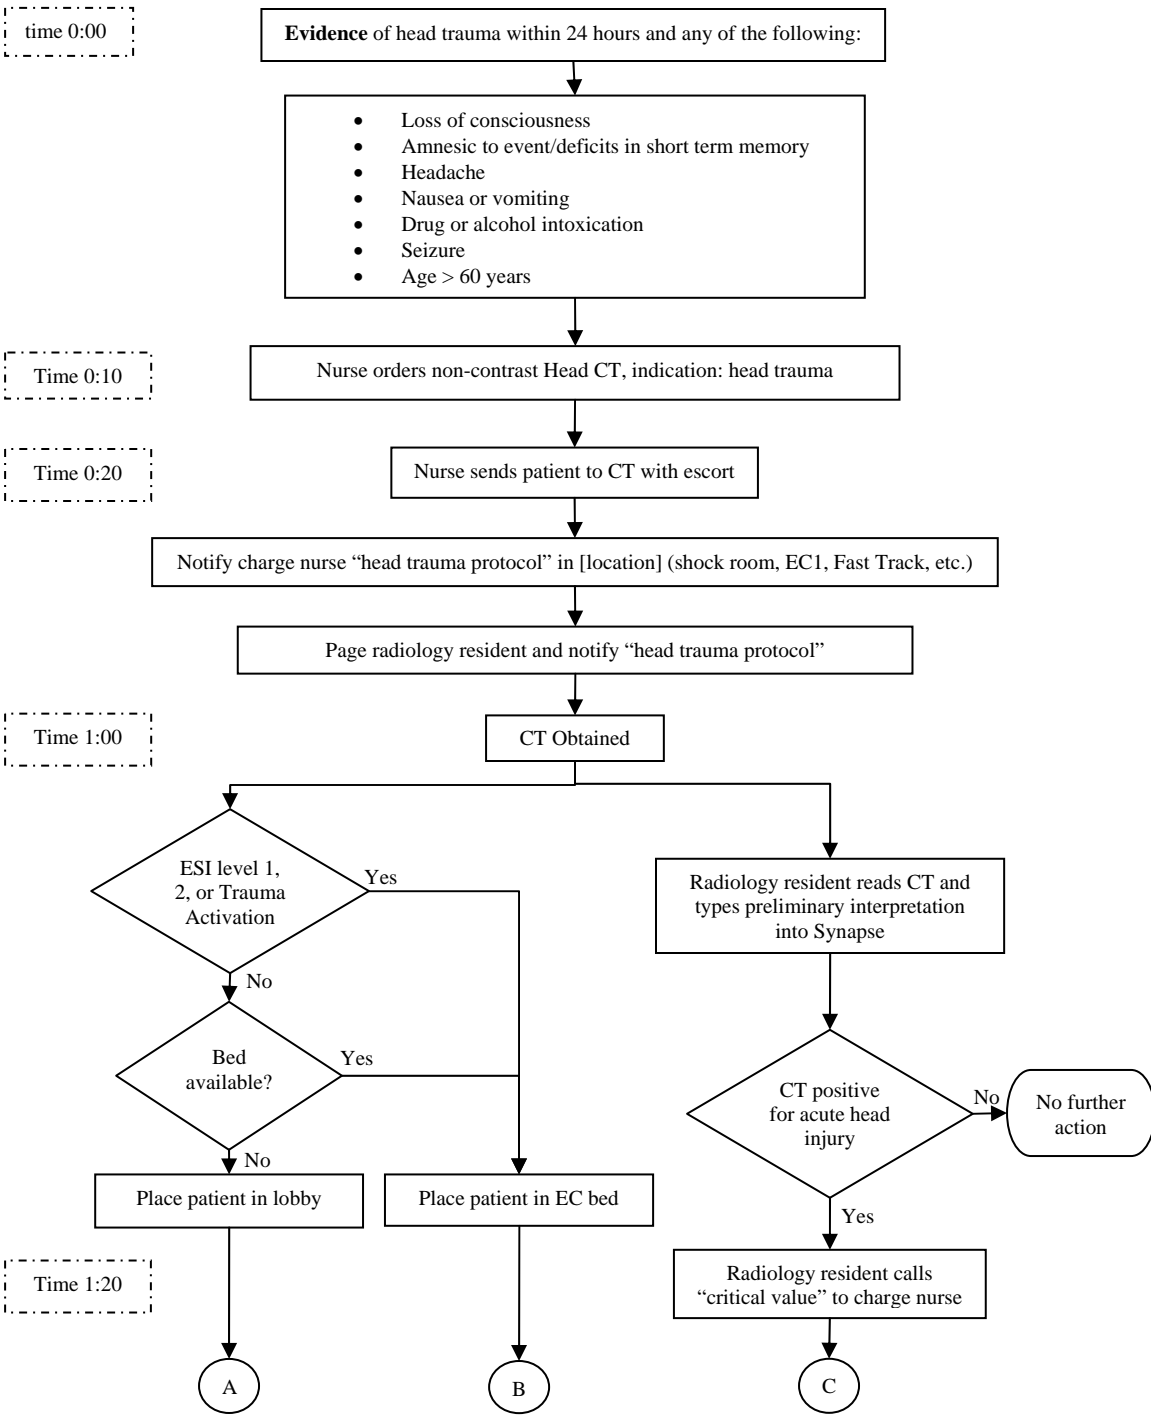 time 0:00
Evidence of head trauma within 24 hours and any of the following:
• Loss of consciousness
• Amnesic to event/deficits in short term memory
• Headache
• Nausea or vomiting
• Drug or alcohol intoxication
• Seizure
• Age > 60 years
Time 0:10
Nurse orders non-contrast Head CT, indication: head trauma
Time 0:20
Nurse sends patient to CT with escort
Notify charge nurse “head trauma protocol” in [location] (shock room, EC1, Fast Track, etc.)
Page radiology resident and notify “head trauma protocol”
Time 1:00
CT Obtained
ESI level 1,
2, or Trauma
Activation
Yes
No
Radiology resident reads CT and
types preliminary interpretation
into Synapse
Bed
available?
Yes
No
CT positive
for acute head
injury
No
No further
action
Yes
Place patient in lobby
Place patient in EC bed
Time 1:20
Radiology resident calls
“critical value” to charge nurse
A
B
C